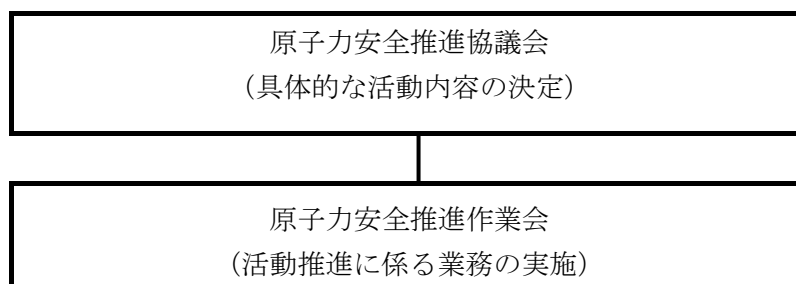 原子力安全推進協議会
（具体的な活動内容の決定）
原子力安全推進作業会
（活動推進に係る業務の実施）